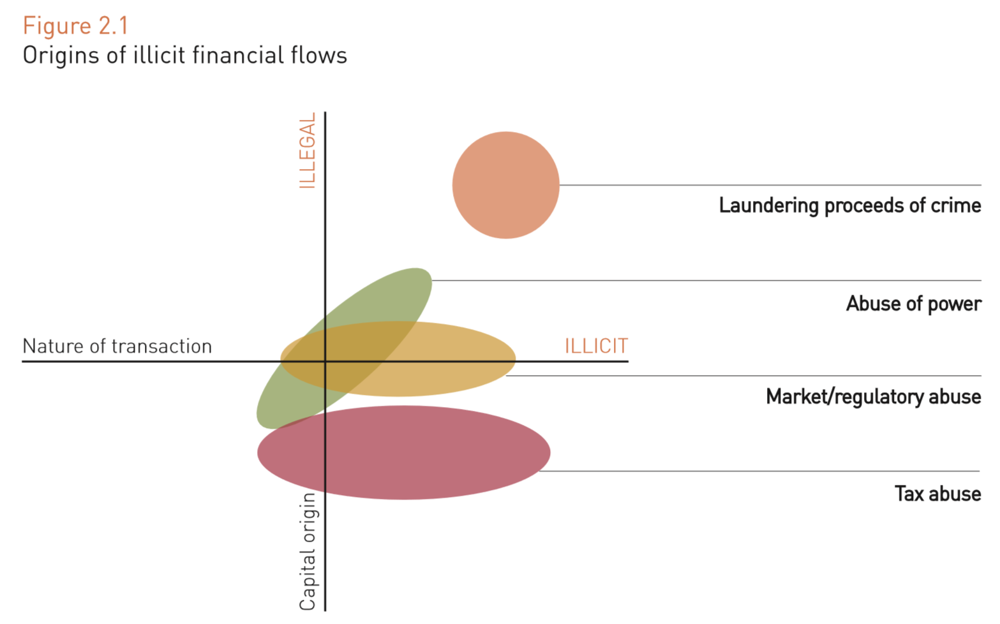 Figure 2.1
Origins of illicit financial flows
ILLEGAL
Laundering proceeds of crime
Abuse of power
Nature of transaction
ILLICIT
Market/regulatory abuse
Tax abuse
Capital origin